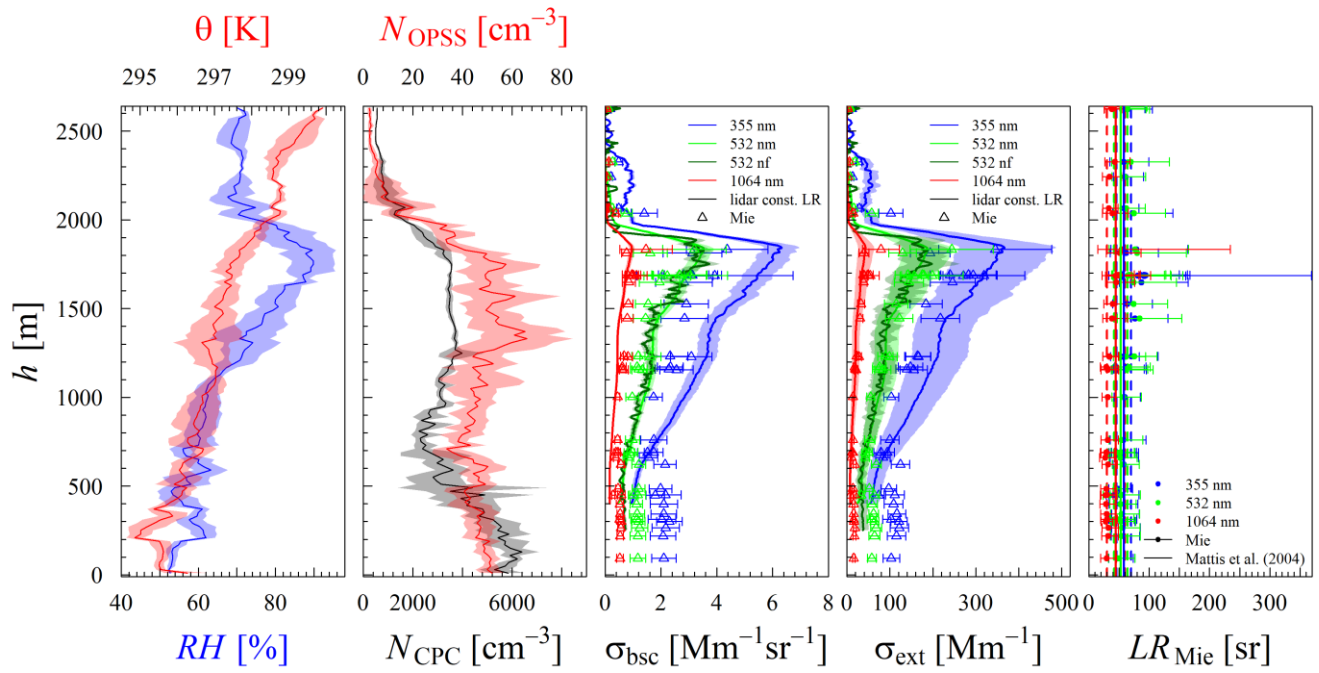 θ [K]
N_OPSS [cm⁻³]
295 297 299
0 20 40 60 80
h [m]
2500
2000
1500
1000
500
0
355 nm
532 nm
532 nf
1064 nm
lidar const. LR
Mie
355 nm
532 nm
532 nf
1064 nm
lidar const. LR
Mie
355 nm
532 nm
1064 nm
Mie
Mattis et al. (2004)
40 60 80
2000 6000
0 2 4 6 8
0 100 300 500
0 100 200 300
RH [%]
N_CPC [cm⁻³]
σ_bsc [Mm⁻¹sr⁻¹]
σ_ext [Mm⁻¹]
LR_Mie [sr]